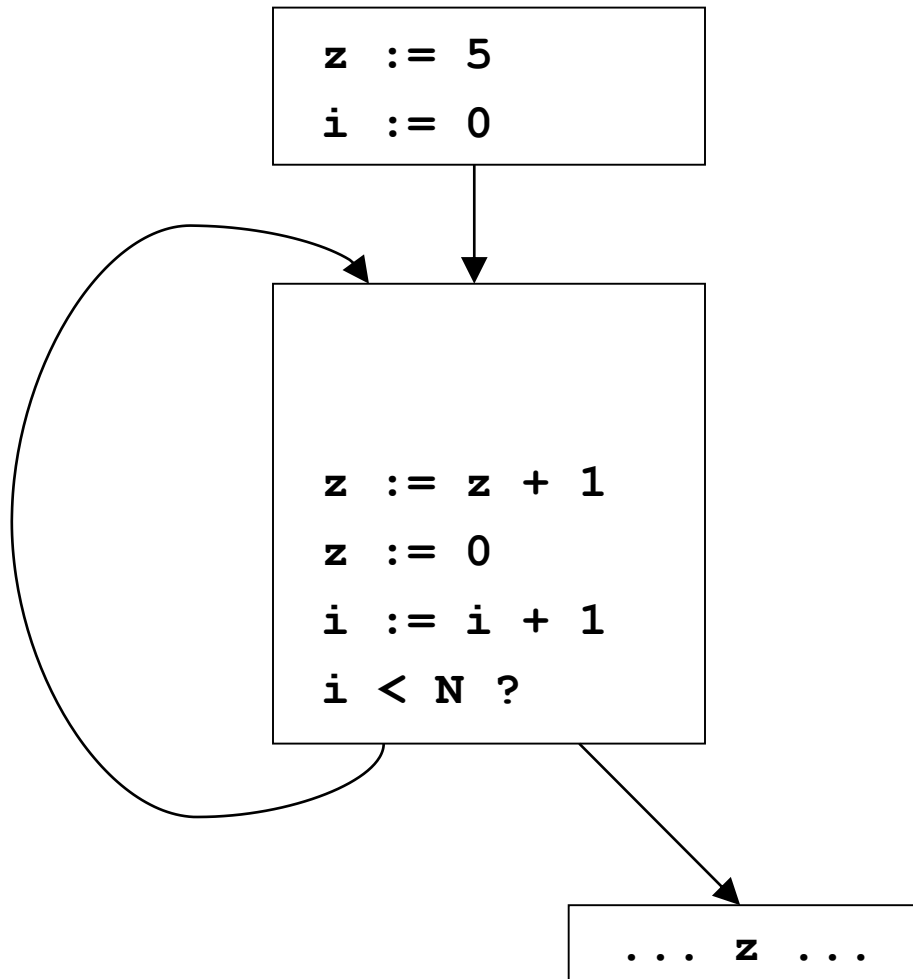 z := 5
i := 0
z := z + 1
z := 0
i := i + 1
i < N ?
... z ...